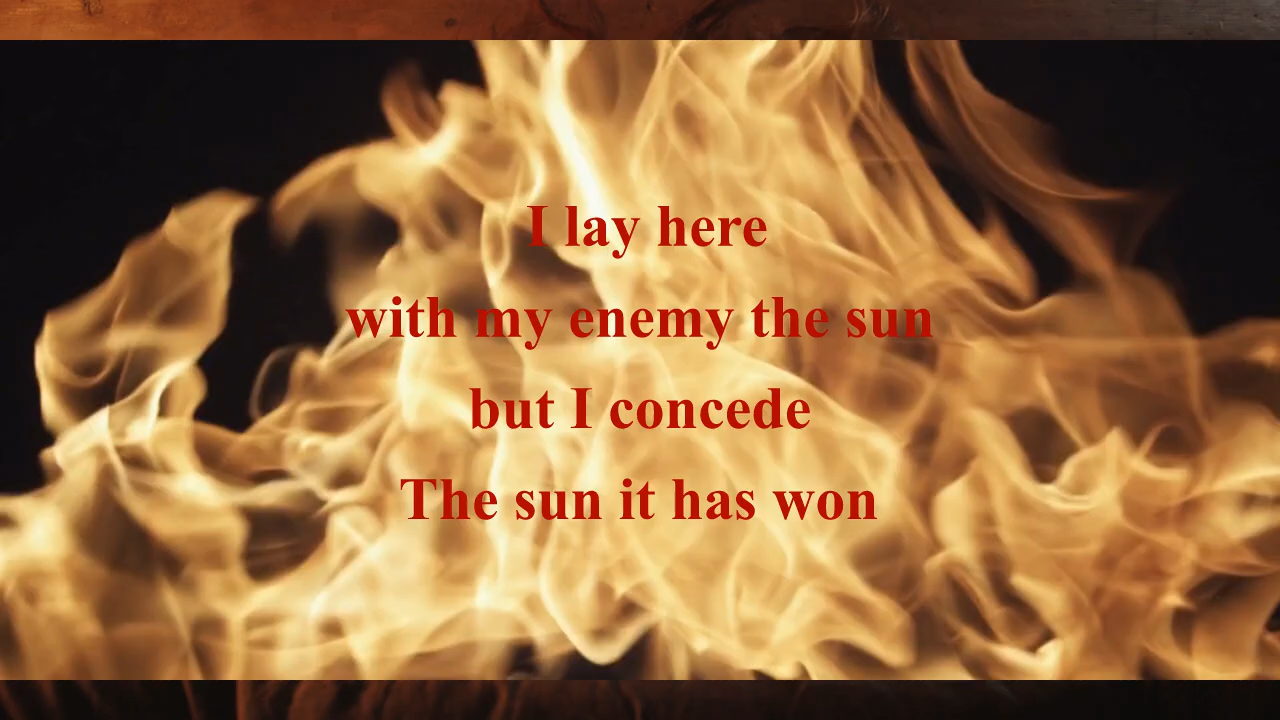 I lay here
with my enemy the sun
but I concede
The sun it has won